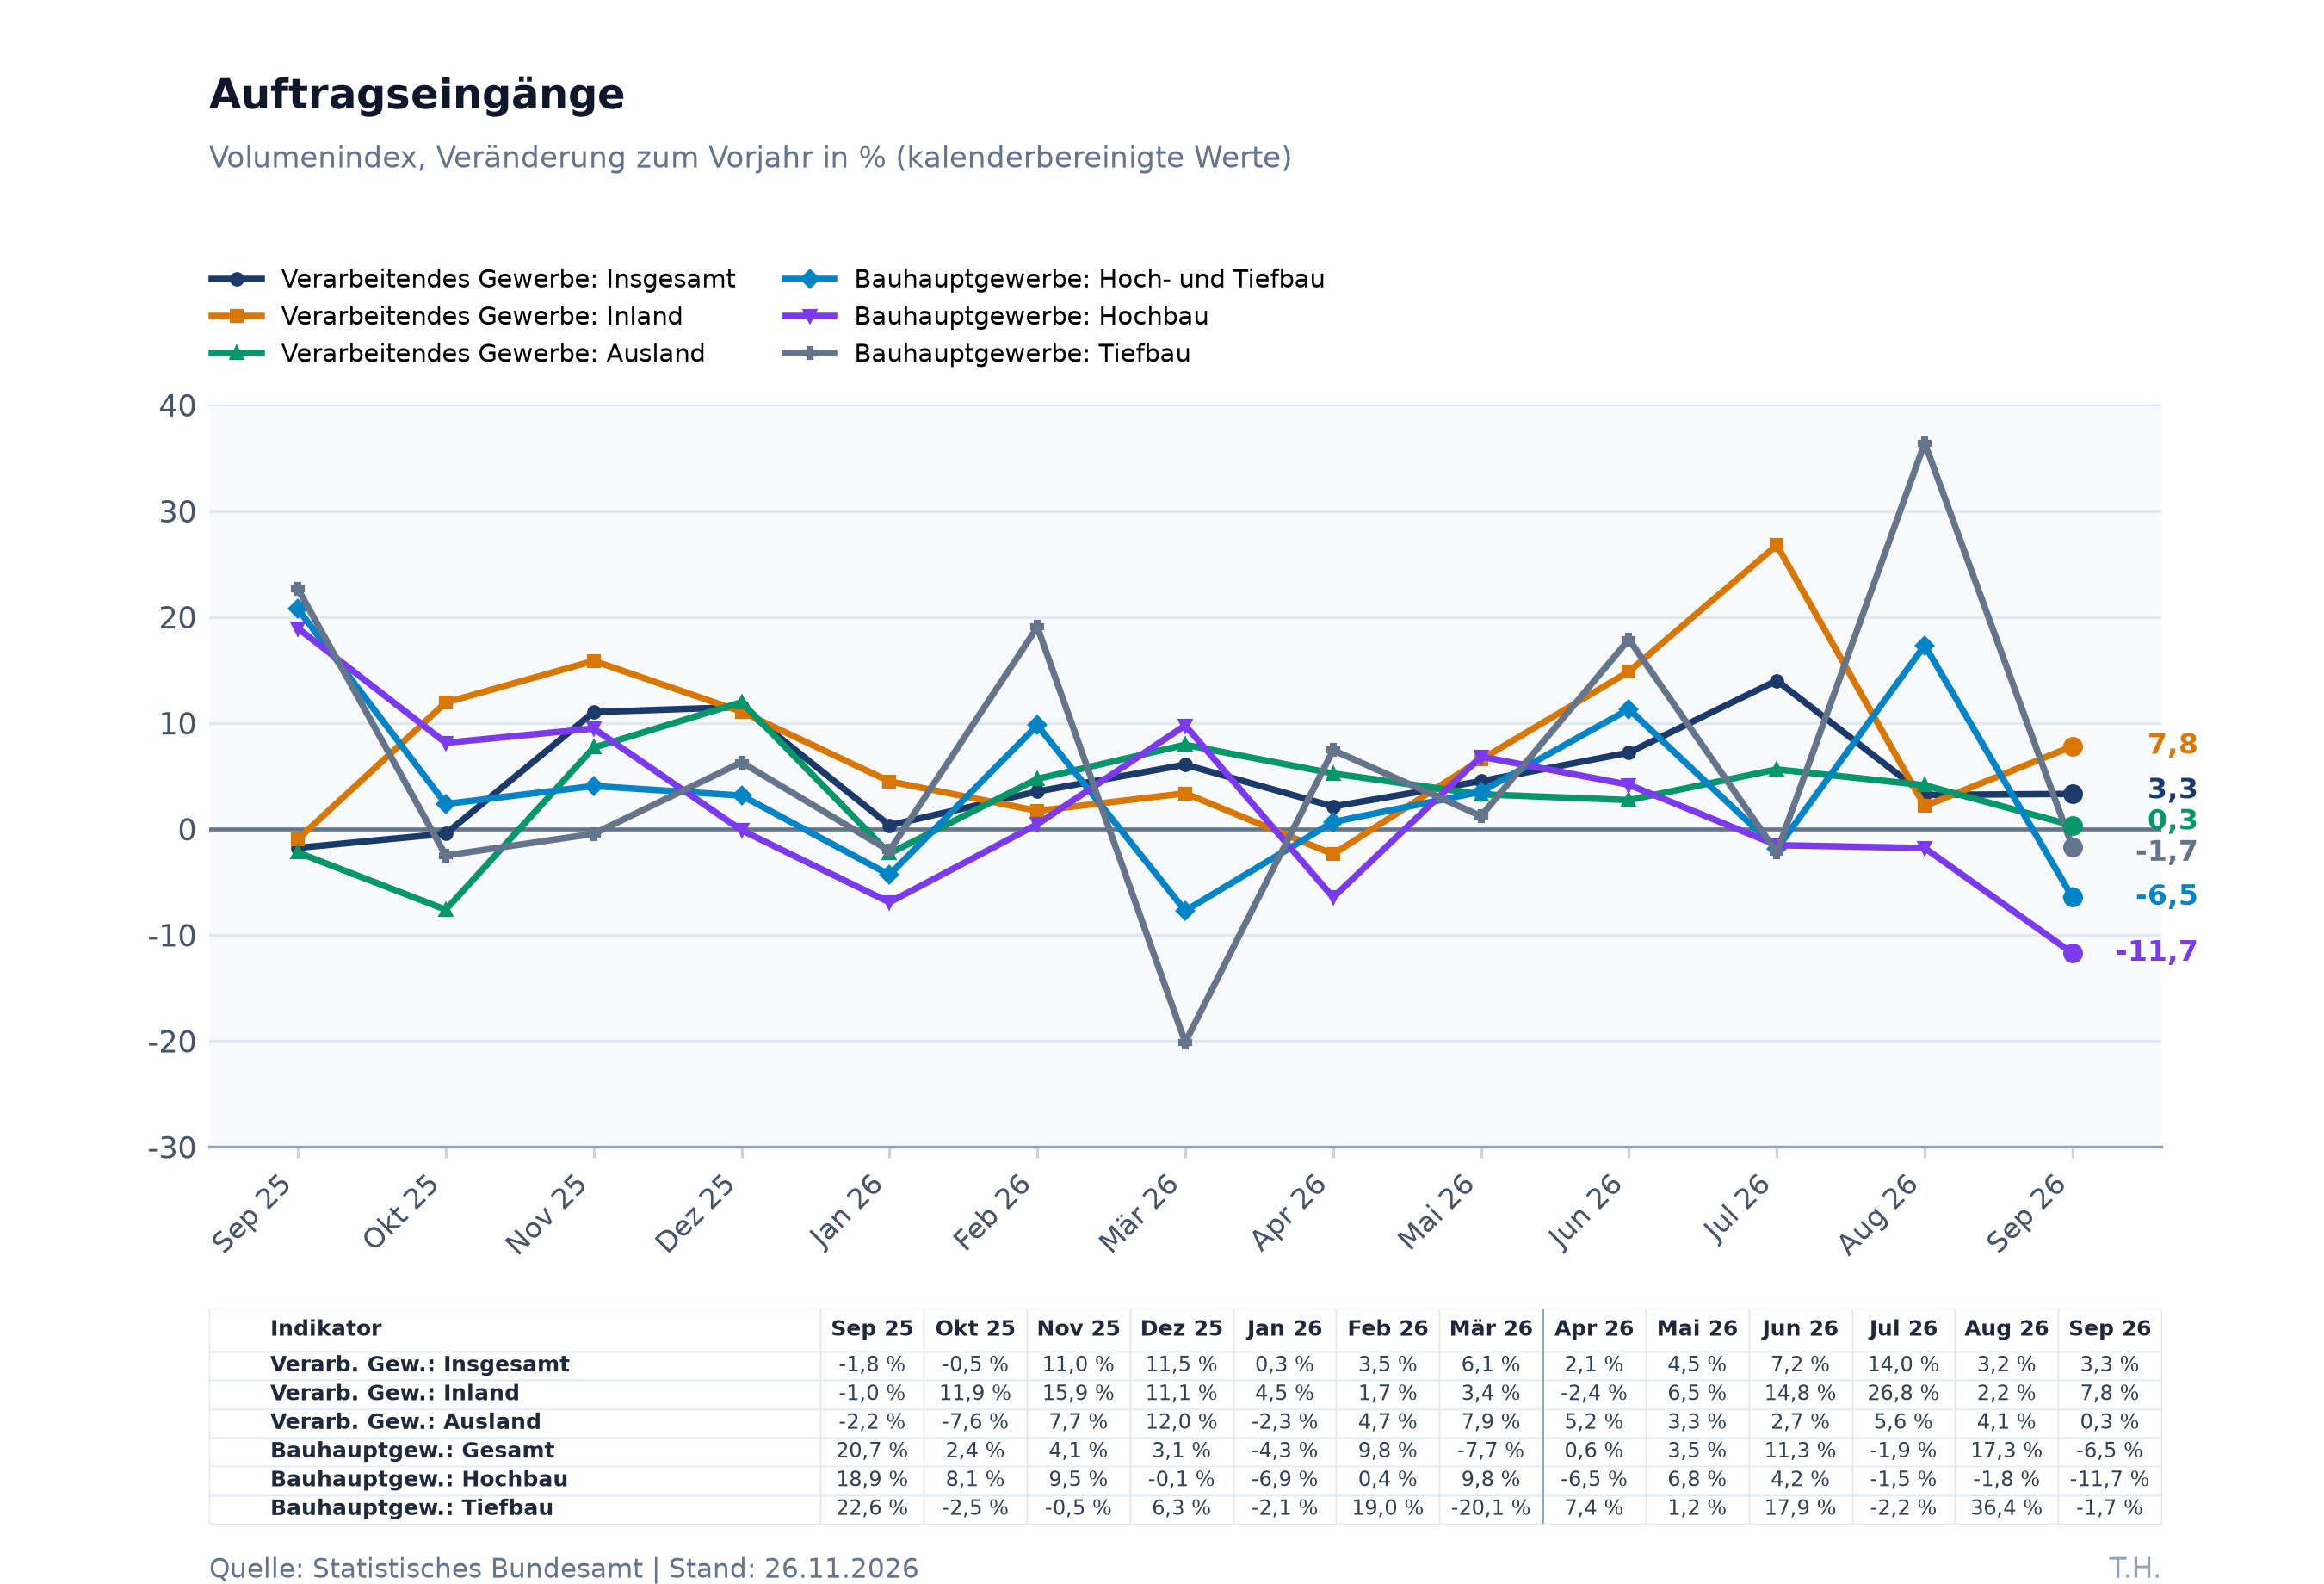 Auftragseingänge
Volumenindex, Veränderung zum Vorjahr in % (kalenderbereinigte Werte)
Verarbeitendes Gewerbe: Insgesamt
Verarbeitendes Gewerbe: Inland
Verarbeitendes Gewerbe: Ausland
Bauhauptgewerbe: Hoch- und Tiefbau
Bauhauptgewerbe: Hochbau
Bauhauptgewerbe: Tiefbau
40
30
20
10
0
-10
-20
-30
7,8
3,3
0,3
-1,7
-6,5
-11,7
Sep 25 Okt 25 Nov 25 Dez 25 Jan 26 Feb 26 Mär 26 Apr 26 Mai 26 Jun 26 Jul 26 Aug 26 Sep 26
Indikator Sep 25 Okt 25 Nov 25 Dez 25 Jan 26 Feb 26 Mär 26 Apr 26 Mai 26 Jun 26 Jul 26 Aug 26 Sep 26
Verarb. Gew.: Insgesamt -1,8 % -0,5 % 11,0 % 11,5 % 0,3 % 3,5 % 6,1 % 2,1 % 4,5 % 7,2 % 14,0 % 3,2 % 3,3 %
Verarb. Gew.: Inland -1,0 % 11,9 % 15,9 % 11,1 % 4,5 % 1,7 % 3,4 % -2,4 % 6,5 % 14,8 % 26,8 % 2,2 % 7,8 %
Verarb. Gew.: Ausland -2,2 % -7,6 % 7,7 % 12,0 % -2,3 % 4,7 % 7,9 % 5,2 % 3,3 % 2,7 % 5,6 % 4,1 % 0,3 %
Bauhauptgew.: Gesamt 20,7 % 2,4 % 4,1 % 3,1 % -4,3 % 9,8 % -7,7 % 0,6 % 3,5 % 11,3 % -1,9 % 17,3 % -6,5 %
Bauhauptgew.: Hochbau 18,9 % 8,1 % 9,5 % -0,1 % -6,9 % 0,4 % 9,8 % -6,5 % 6,8 % 4,2 % -1,5 % -1,8 % -11,7 %
Bauhauptgew.: Tiefbau 22,6 % -2,5 % -0,5 % 6,3 % -2,1 % 19,0 % -20,1 % 7,4 % 1,2 % 17,9 % -2,2 % 36,4 % -1,7 %
Quelle: Statistisches Bundesamt | Stand: 26.11.2026
T.H.